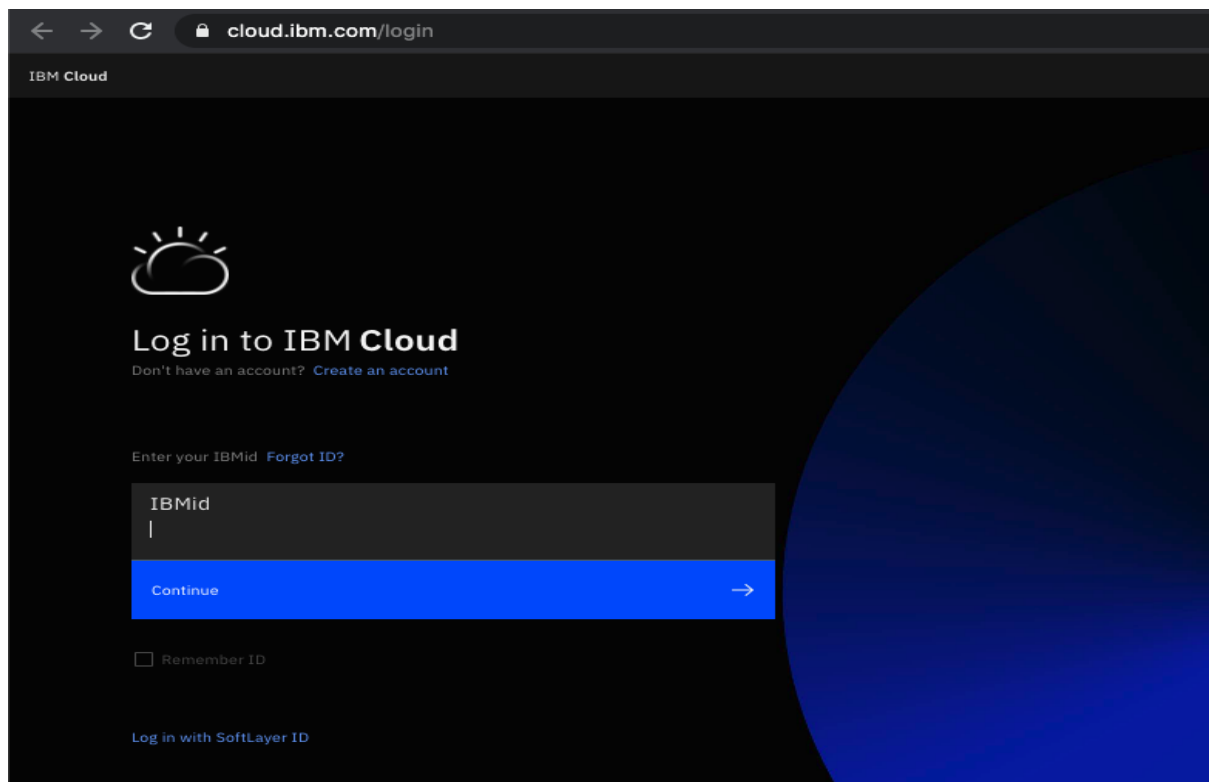 cloud.ibm.com/login
IBM Cloud
Log in to IBM Cloud
Don't have an account? Create an account
Enter your IBMid Forgot ID?
IBMid
Continue
Remember ID
Log in with SoftLayer ID